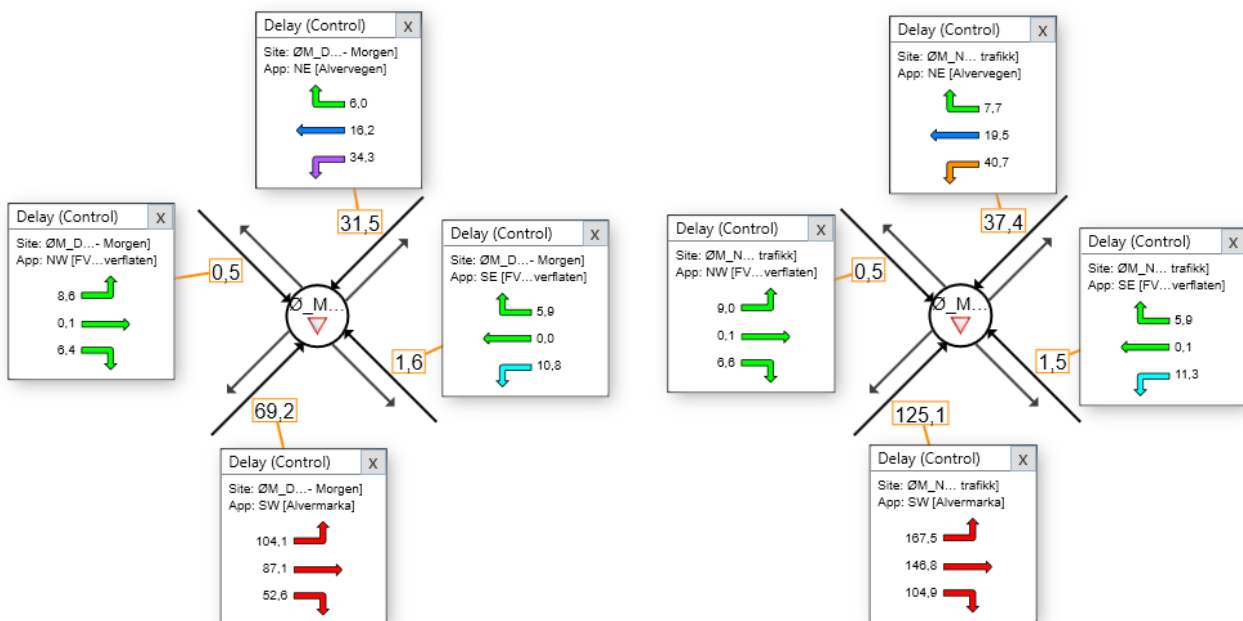 Delay (Control) X
Site: ØM_D...- Morgen]
App: NE [Alvervegen]
6,0
16,2
34,3
31,5
Delay (Control) X
Site: ØM_D...- Morgen]
App: NW [FV...verflaten]
8,6
0,1
6,4
0,5
Ø_M...
Delay (Control) X
Site: ØM_D...- Morgen]
App: SE [FV...verflaten]
5,9
0,0
10,8
1,6
69,2
Delay (Control) X
Site: ØM_D...- Morgen]
App: SW [Alvermarka]
104,1
87,1
52,6
Delay (Control) X
Site: ØM_N... trafikk]
App: NE [Alvervegen]
7,7
19,5
40,7
37,4
Delay (Control) X
Site: ØM_N... trafikk]
App: NW [FV...verflaten]
9,0
0,1
6,6
0,5
Ø_M...
Delay (Control) X
Site: ØM_N... trafikk]
App: SE [FV...verflaten]
5,9
0,1
11,3
1,5
125,1
Delay (Control) X
Site: ØM_N... trafikk]
App: SW [Alvermarka]
167,5
146,8
104,9